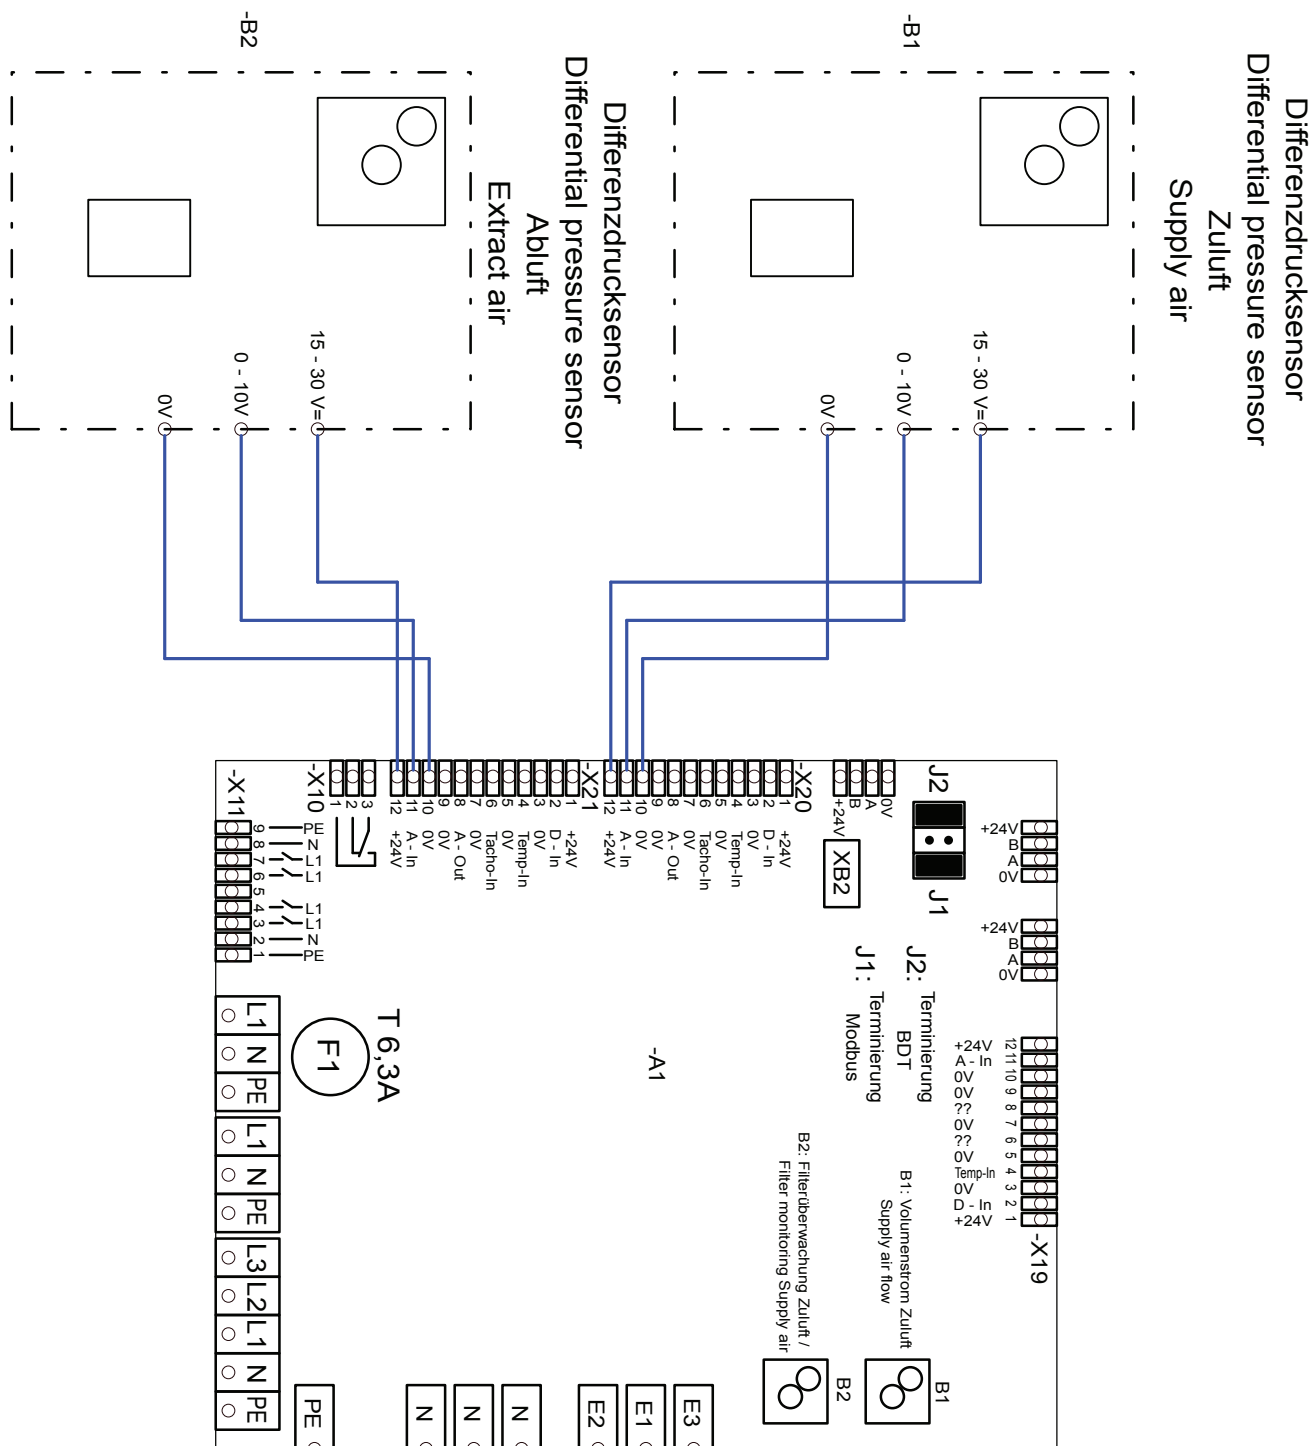 -B2
-B1
Differenzdrucksensor
Differential pressure sensor
Zuluft
Supply air
Differenzdrucksensor
Differential pressure sensor
Abluft
Extract air
15 - 30 V=
0 - 10V
0V
15 - 30 V=
0 - 10V
0V
-X11
-X10
1
2
3
-X21
12 +24V
11 A - In
10 0V
9 0V
8 A - Out
7 0V
6 Tacho-In
5 0V
4 Temp-In
3 0V
2 D - In
1 +24V
-X20
12 +24V
11 A - In
10 0V
9 0V
8 A - Out
7 0V
6 Tacho-In
5 0V
4 Temp-In
3 0V
2 D - In
1 +24V
+24V
B
A
0V
XB2
J2
J1
+24V
B
A
0V
+24V
B
A
0V
9 PE
8 N
7 L1
6 L1
5
4 L1
3 L1
2 N
1 PE
J2: Terminierung
BDT
J1: Terminierung
Modbus
-A1
T 6,3A
F1
+24V 12
A - In 11
0V 10
0V 9
?? 8
0V 7
?? 6
0V 5
Temp-In 4
0V 3
D - In 2
+24V 1
-X19
B1: Volumenstrom Zuluft
Supply air flow
B2: Filterüberwachung Zuluft /
Filter monitoring Supply air
B1
B2
L1
N
PE
L1
N
PE
L3
L2
L1
N
PE
PE
N
N
N
E2
E1
E3